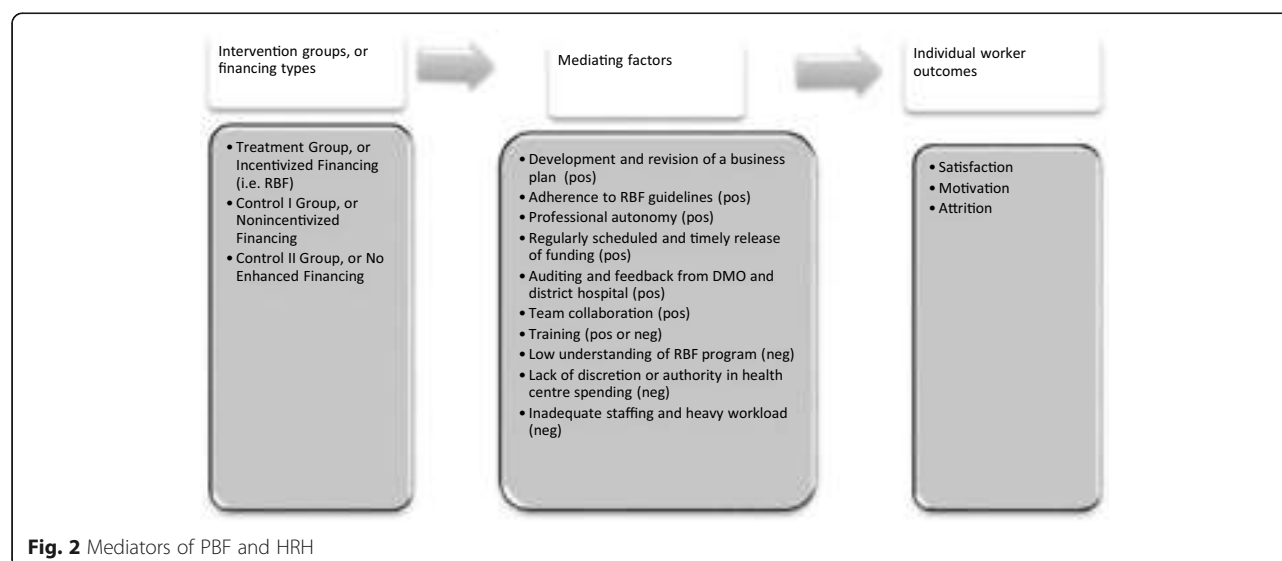 Intervention groups, or
financing types
Mediating factors
Individual worker
outcomes
• Treatment Group, or
Incentivized Financing
(i.e. RBF)
• Control I Group, or
Nonincentivized
Financing
• Control II Group, or No
Enhanced Financing
• Development and revision of a business
plan (pos)
• Adherence to RBF guidelines (pos)
• Professional autonomy (pos)
• Regularly scheduled and timely release
of funding (pos)
• Auditing and feedback from DMO and
district hospital (pos)
• Team collaboration (pos)
• Training (pos or neg)
• Low understanding of RBF program (neg)
• Lack of discretion or authority in health
centre spending (neg)
• Inadequate staffing and heavy workload
(neg)
• Satisfaction
• Motivation
• Attrition
Fig. 2 Mediators of PBF and HRH